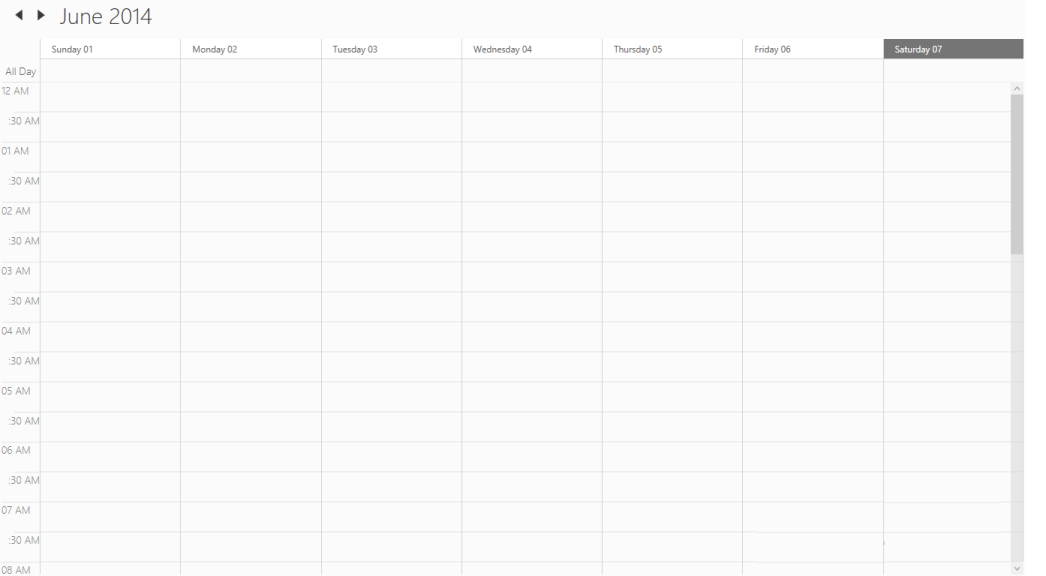 June 2014
Sunday 01 Monday 02 Tuesday 03 Wednesday 04 Thursday 05 Friday 06 Saturday 07
All Day
12 AM
:30 AM
01 AM
:30 AM
02 AM
:30 AM
03 AM
:30 AM
04 AM
:30 AM
05 AM
:30 AM
06 AM
:30 AM
07 AM
:30 AM
08 AM